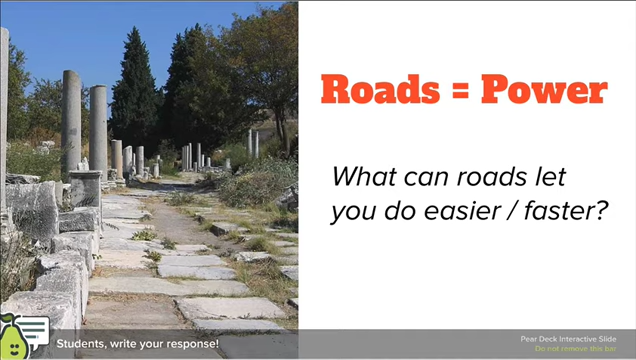 Roads = Power
What can roads let
you do easier / faster?
Students, write your response!
Pear Deck Interactive Slide
Do not remove this bar